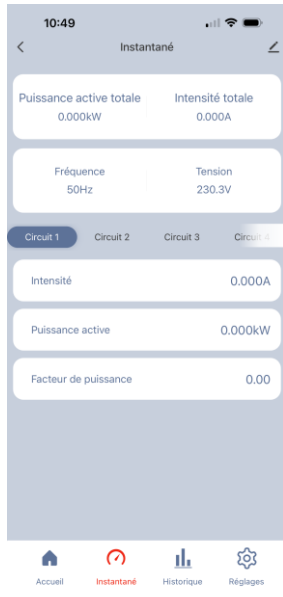 10:49
Instantané
Puissance active totale Intensité totale
0.000kW 0.000A
Fréquence Tension
50Hz 230.3V
Circuit 1 Circuit 2 Circuit 3 Circuit 4
Intensité 0.000A
Puissance active 0.000kW
Facteur de puissance 0.00
Accueil Instantané Historique Réglages